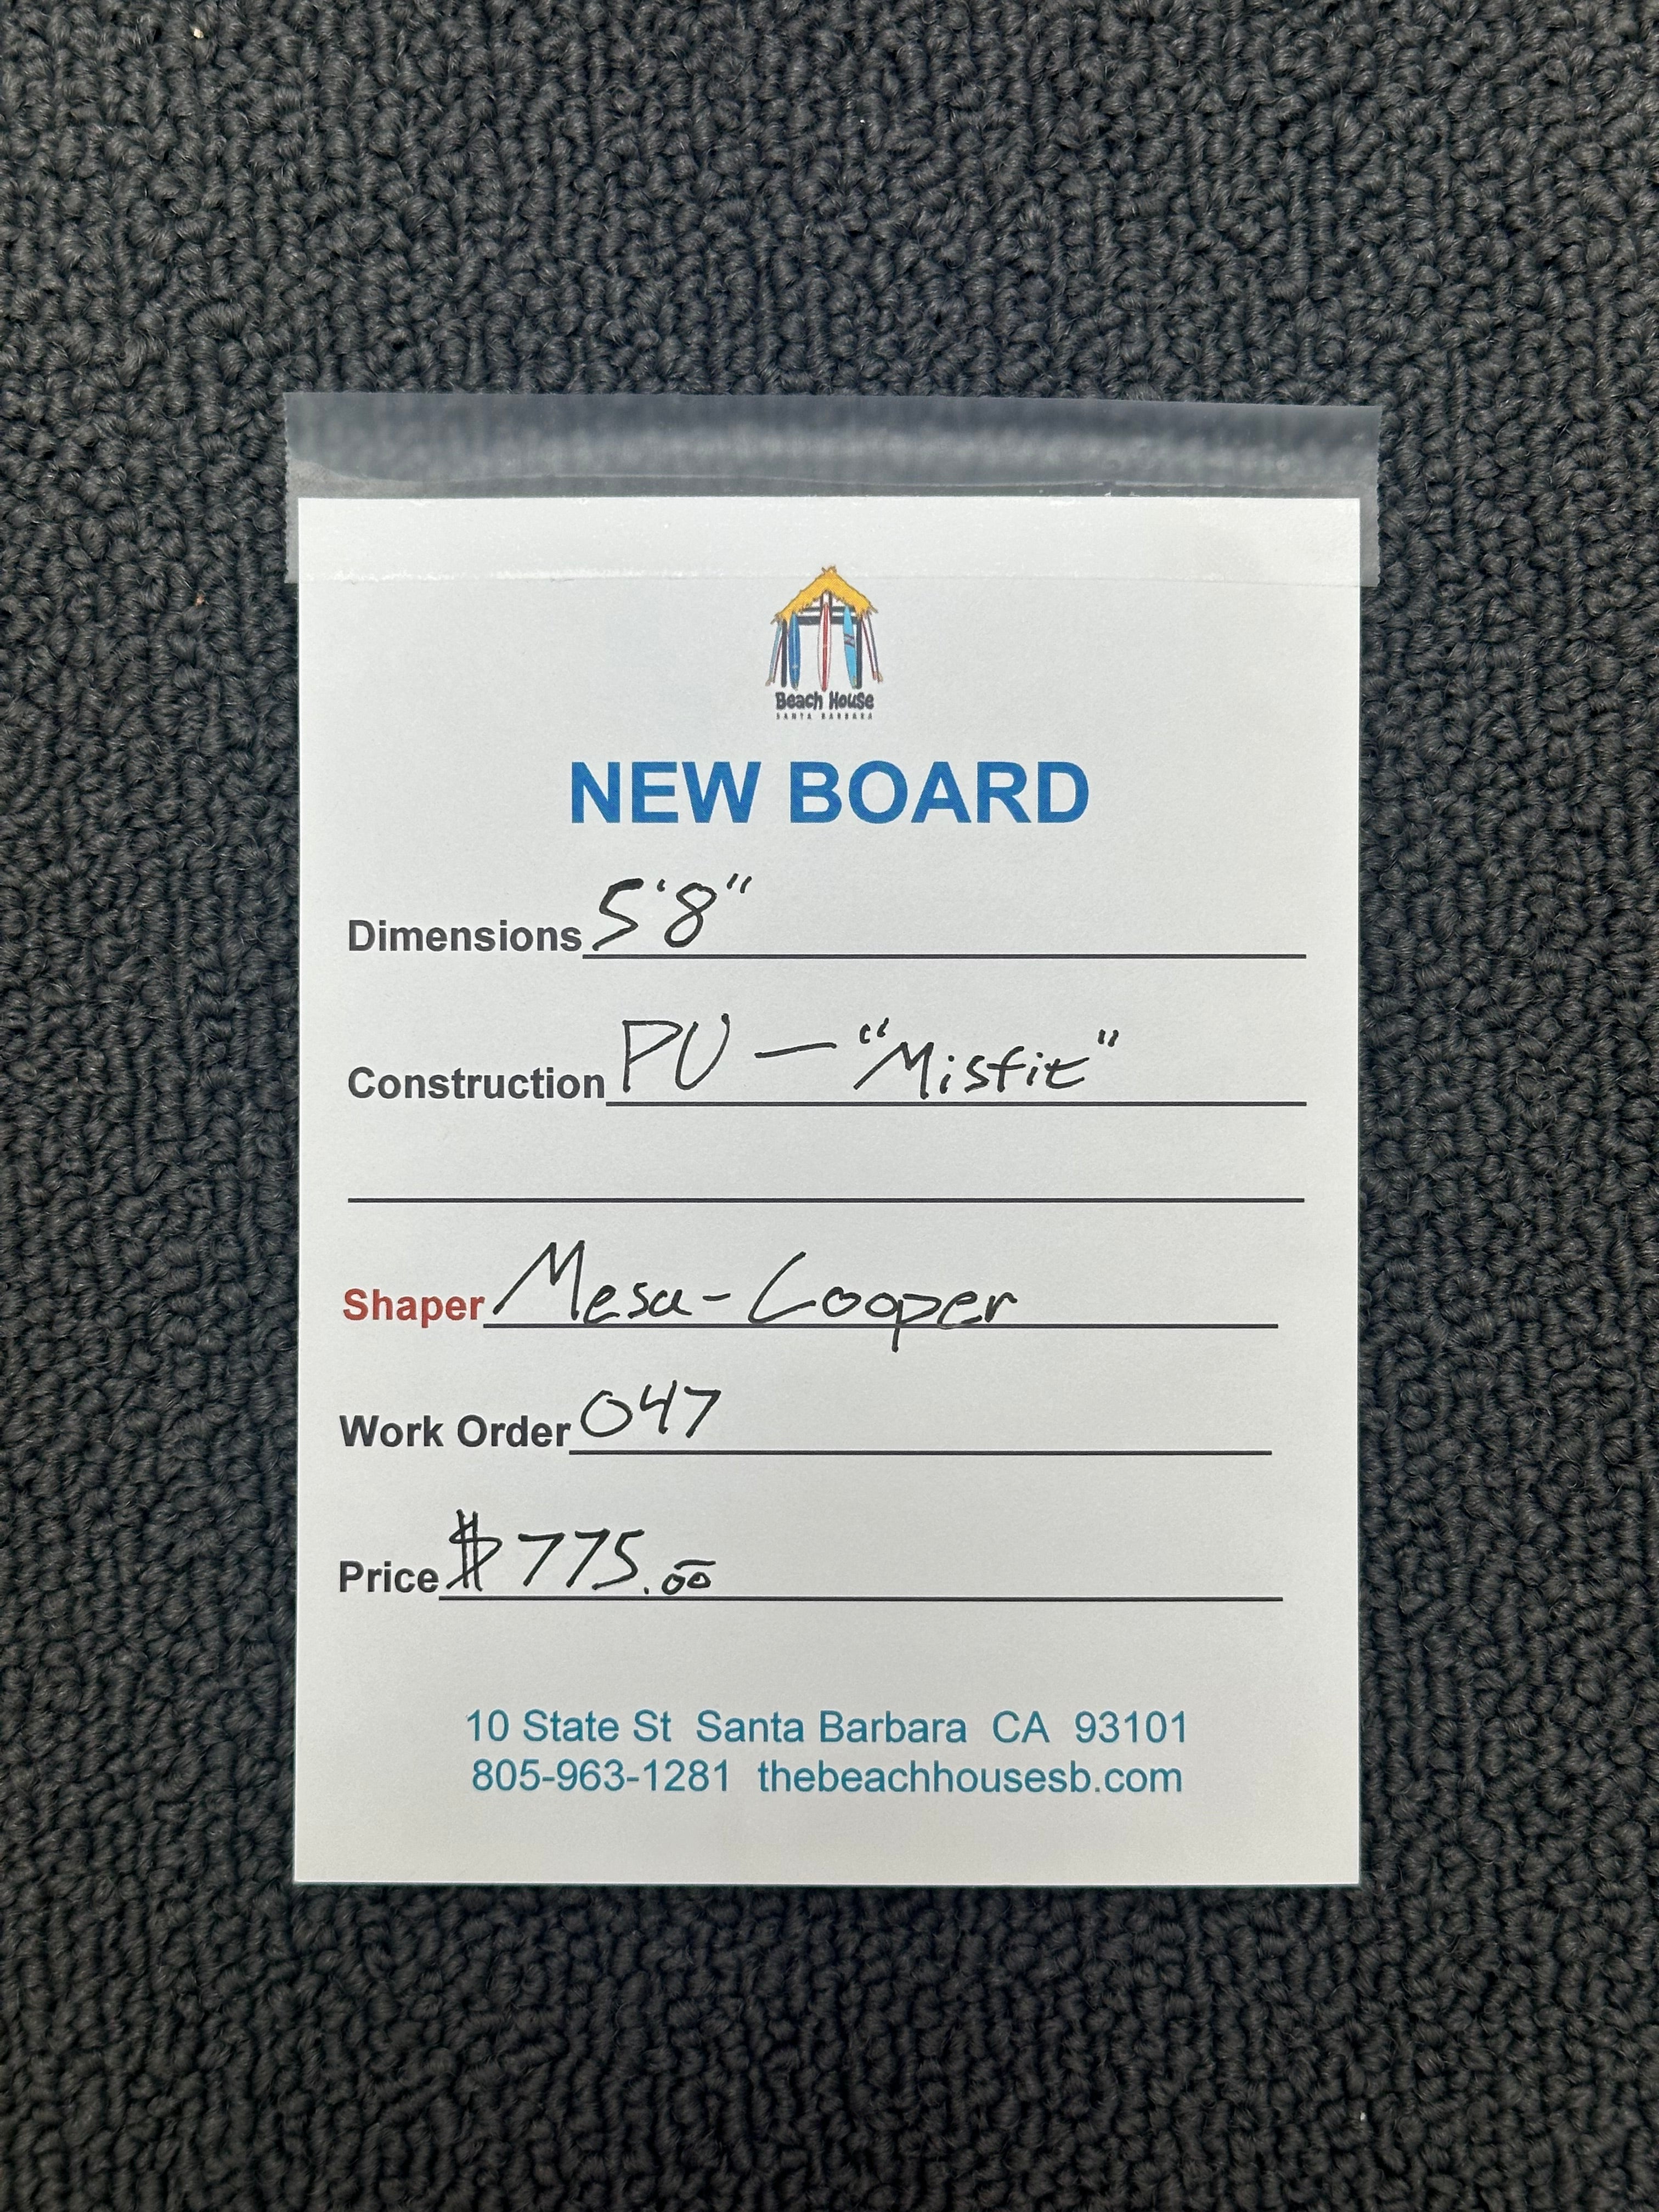 Beach House
SANTA BARBARA
NEW BOARD
Dimensions 5'8"
Construction PU — "Misfit"
Shaper Mesa - Cooper
Work Order 047
Price $775.00
10 State St Santa Barbara CA 93101
805-963-1281 thebeachhousesb.com